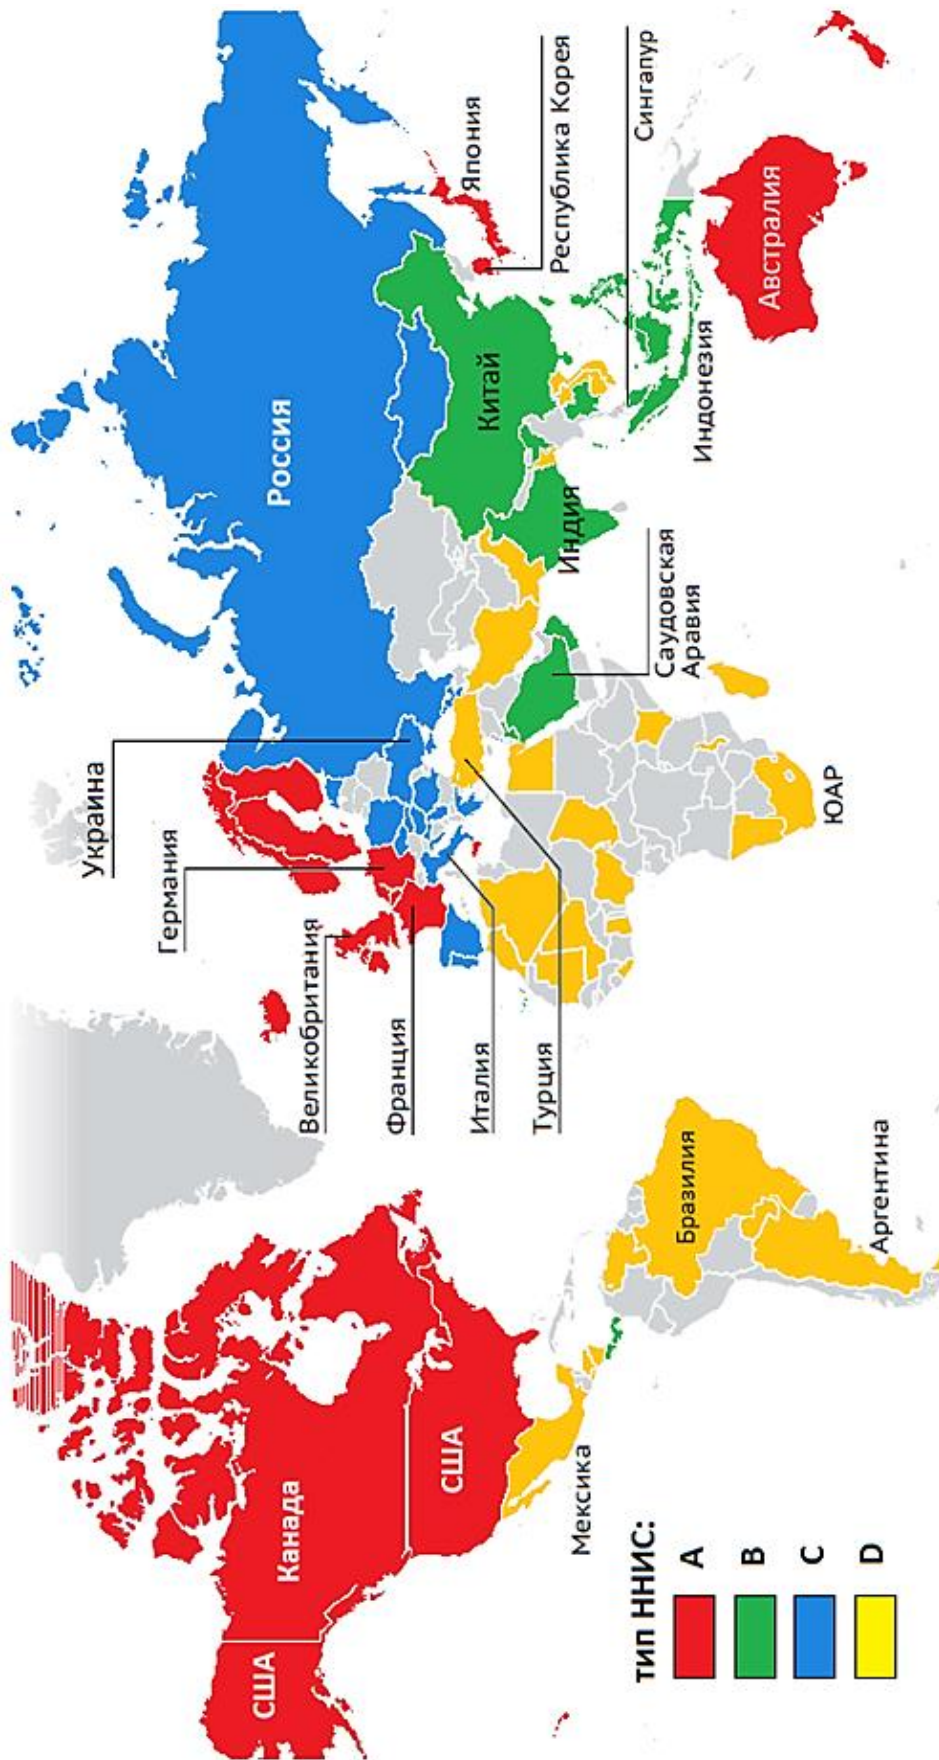 Россия
Украина
Германия
Великобритания
Франция
Италия
Турция
Япония
Республика Корея
Сингапур
Китай
Индия
Индонезия
Саудовская
Аравия
Австралия
ЮАР
США
Канада
США
Мексика
Бразилия
Аргентина
тип ННИС:
A
B
C
D